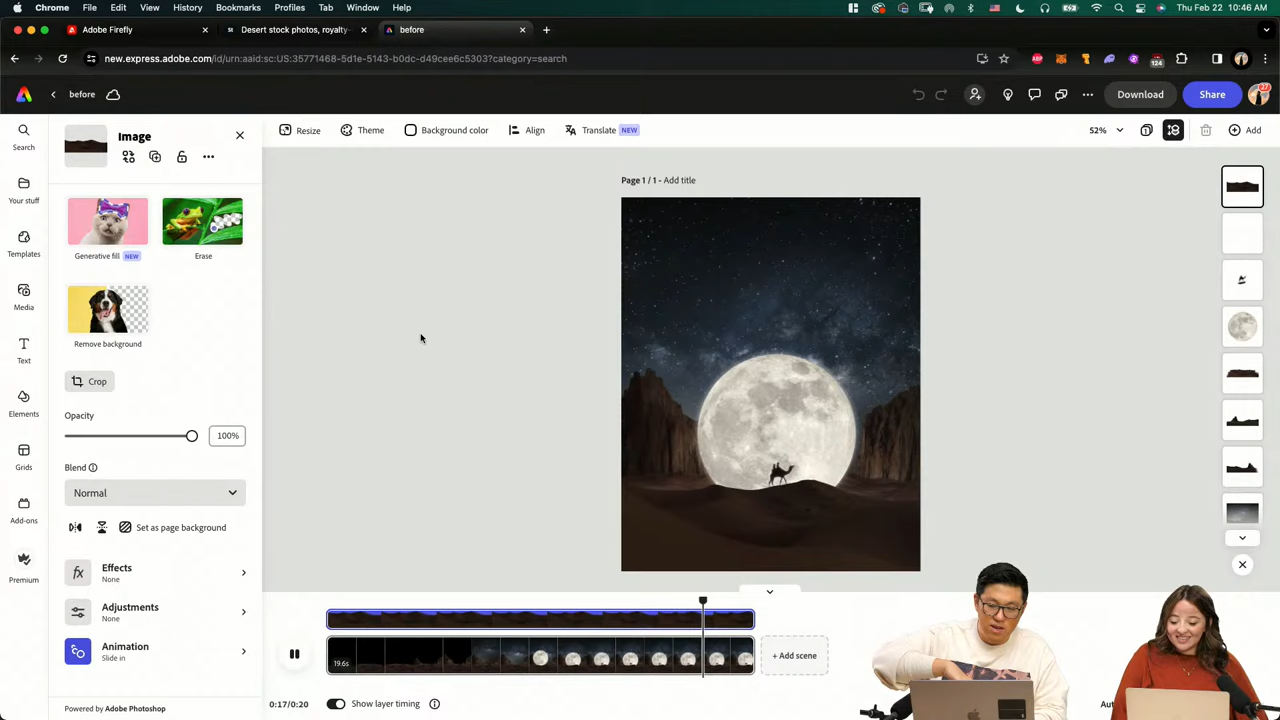 Chrome File Edit View History Bookmarks Profiles Tab Window Help Thu Feb 22 10:46 AM
Adobe Firefly
Desert stock photos, royalty-
before
new.express.adobe.com/id/urn:aaid:sc:US:35771468-5d1e-5143-b0dc-d49cee6c5303?category=search
124
before
Download
Share
27
Search
Your stuff
Templates
Media
Text
Elements
Grids
Add-ons
Premium
Image
Generative fill NEW
Erase
Remove background
Crop
Opacity
100%
Blend
Normal
Set as page background
Effects
None
Adjustments
None
Animation
Slide in
Powered by Adobe Photoshop
Resize Theme Background color Align Translate NEW 52% 1 Add
Page 1 / 1 - Add title
19.6s
+ Add scene
0:17/0:20
Show layer timing